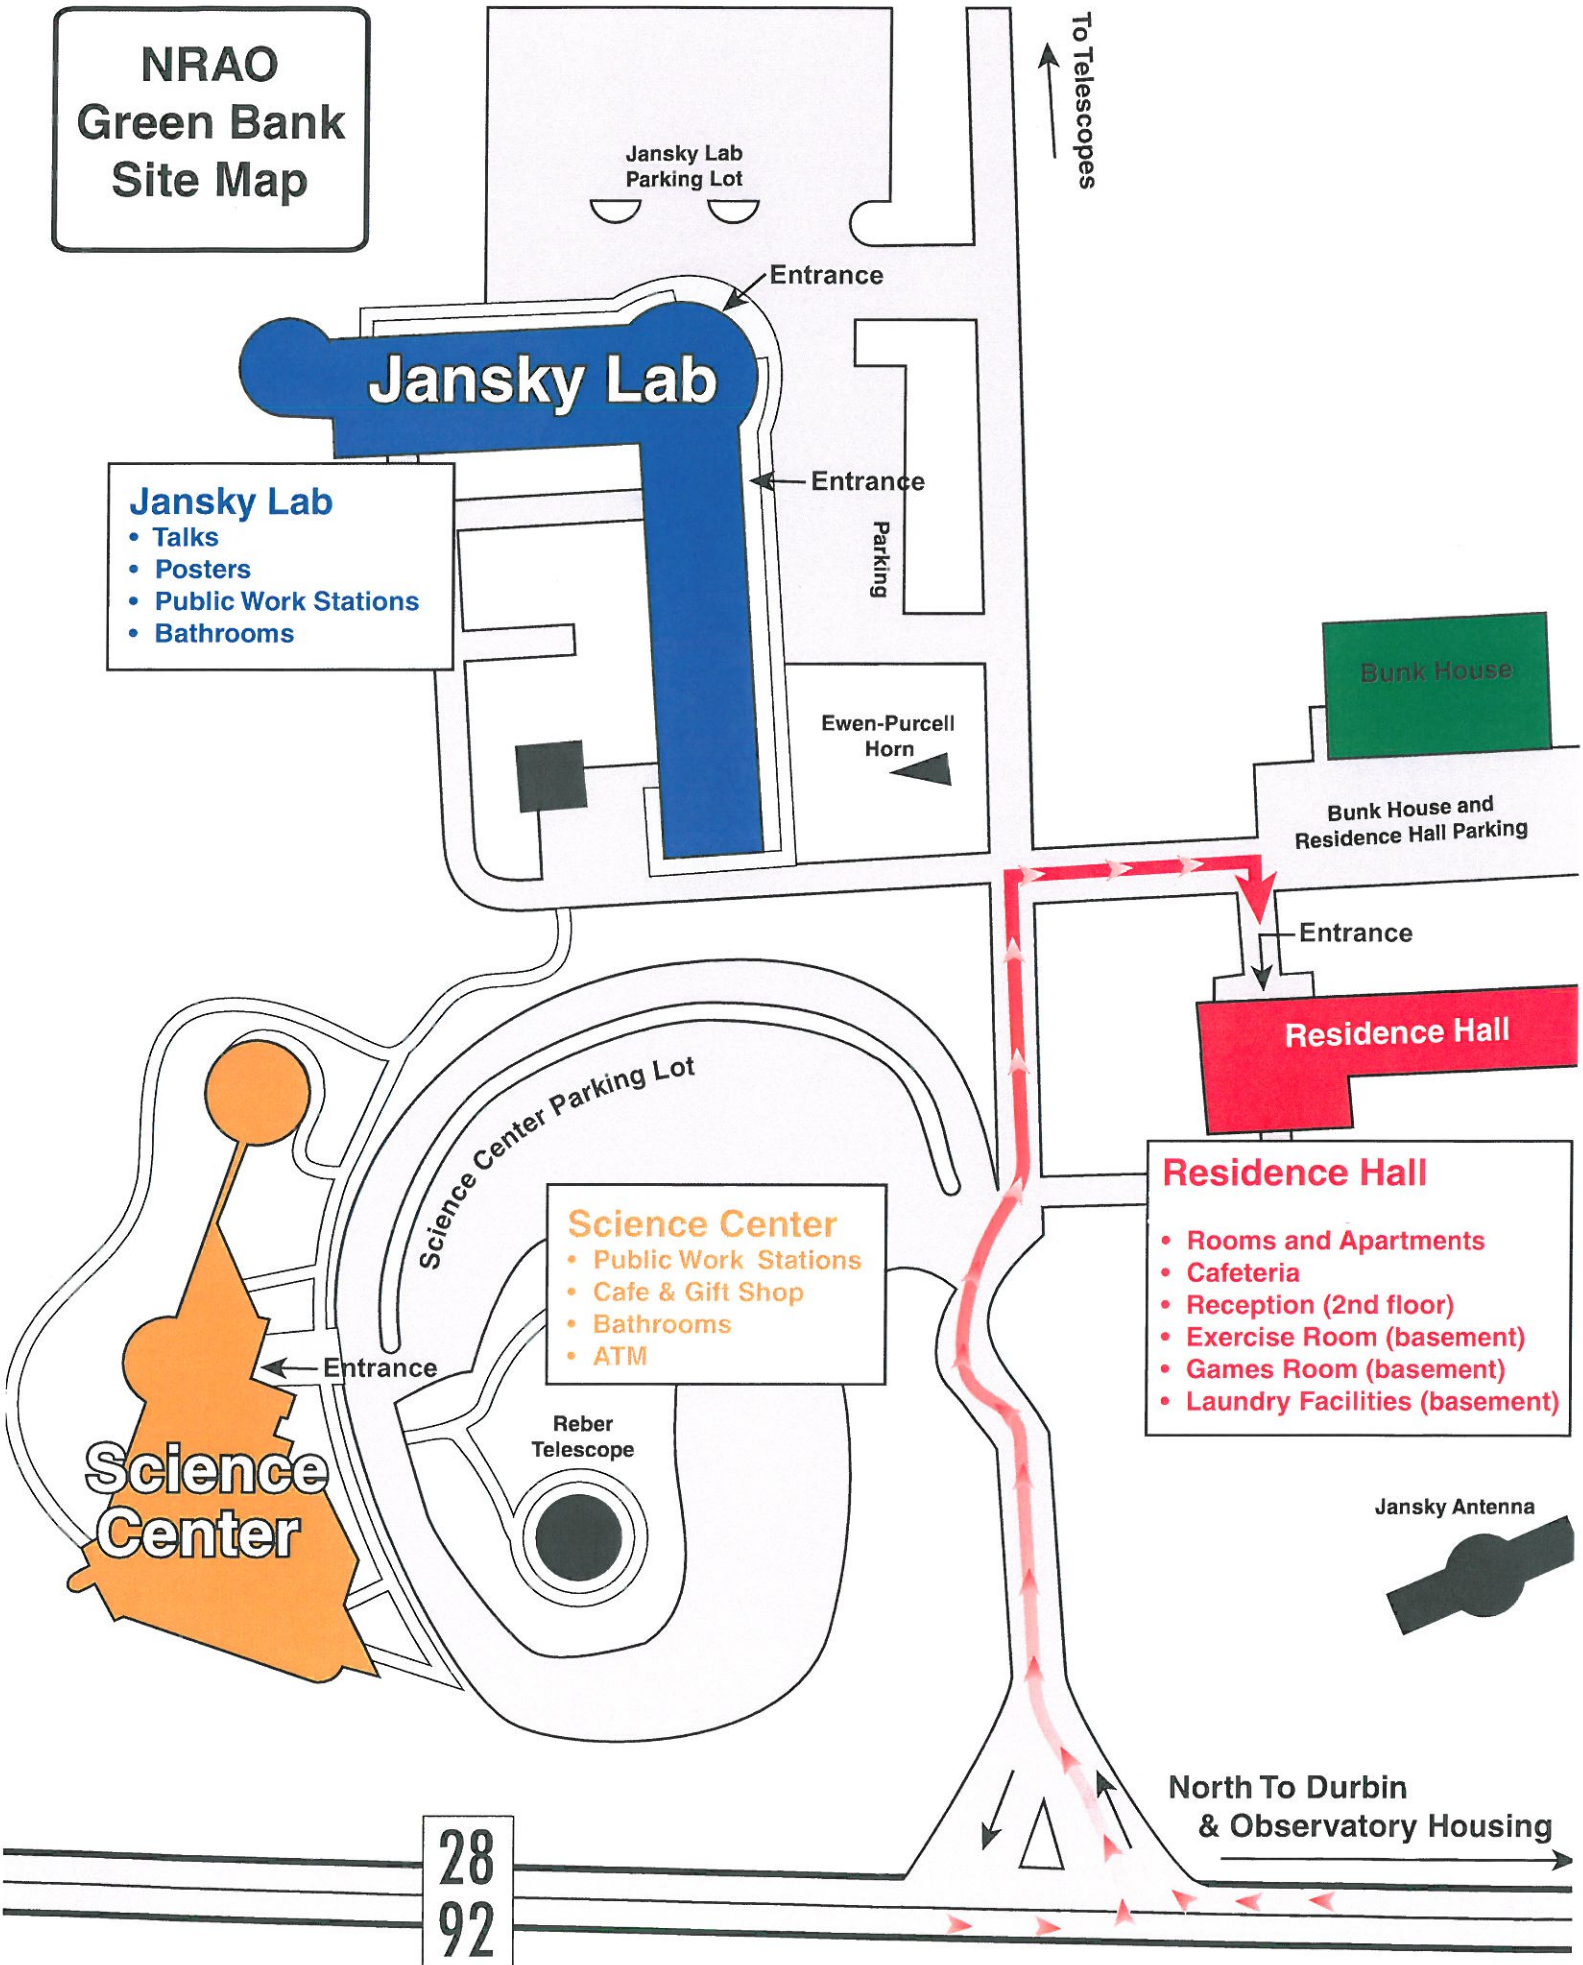 NRAO
Green Bank
Site Map
To Telescopes
Jansky Lab
Parking Lot
Entrance
Jansky Lab
Entrance
Parking
Jansky Lab
• Talks
• Posters
• Public Work Stations
• Bathrooms
Bunk House
Ewen-Purcell
Horn
Bunk House and
Residence Hall Parking
Entrance
Residence Hall
Science Center Parking Lot
Residence Hall
• Rooms and Apartments
• Cafeteria
• Reception (2nd floor)
• Exercise Room (basement)
• Games Room (basement)
• Laundry Facilities (basement)
Science Center
• Public Work Stations
• Cafe & Gift Shop
• Bathrooms
• ATM
Entrance
Reber
Telescope
Science
Center
Jansky Antenna
North To Durbin
& Observatory Housing
28
92